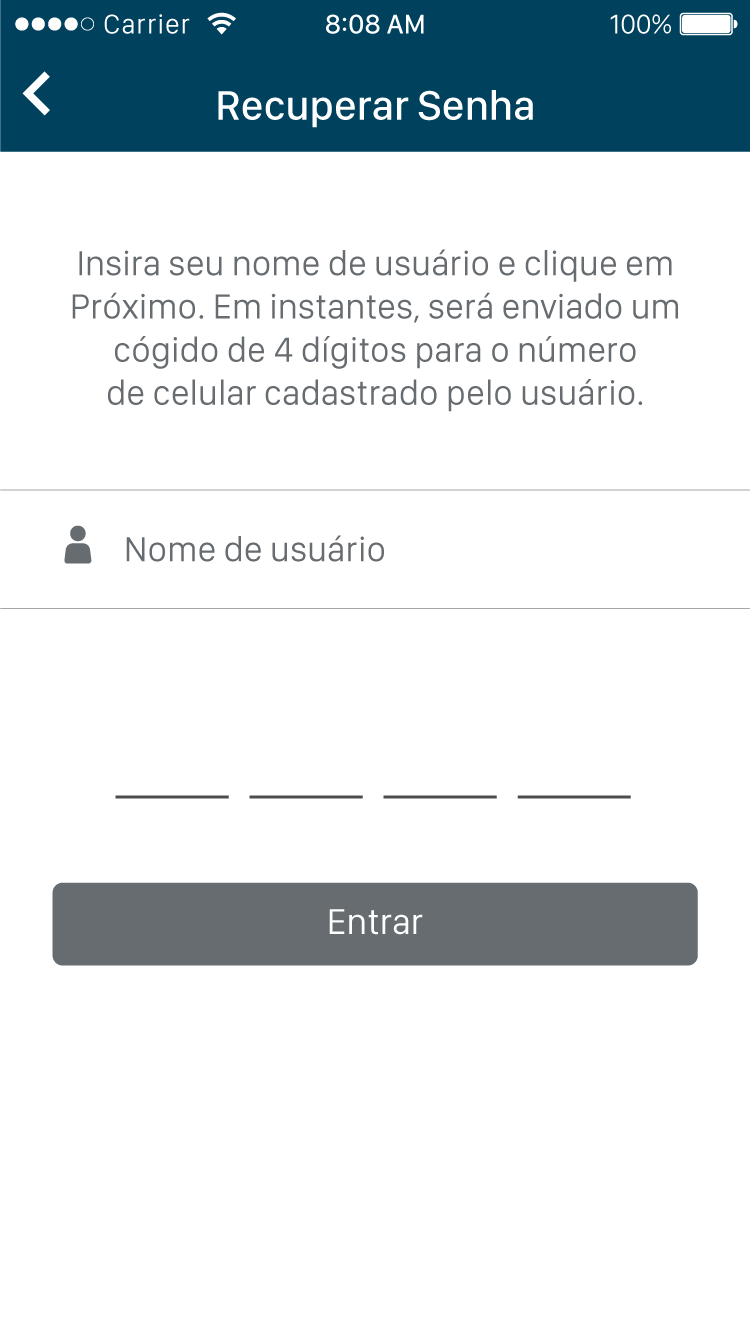 Carrier 8:08 AM 100%
Recuperar Senha
Insira seu nome de usuário e clique em
Próximo. Em instantes, será enviado um
cógido de 4 dígitos para o número
de celular cadastrado pelo usuário.
Nome de usuário
Entrar